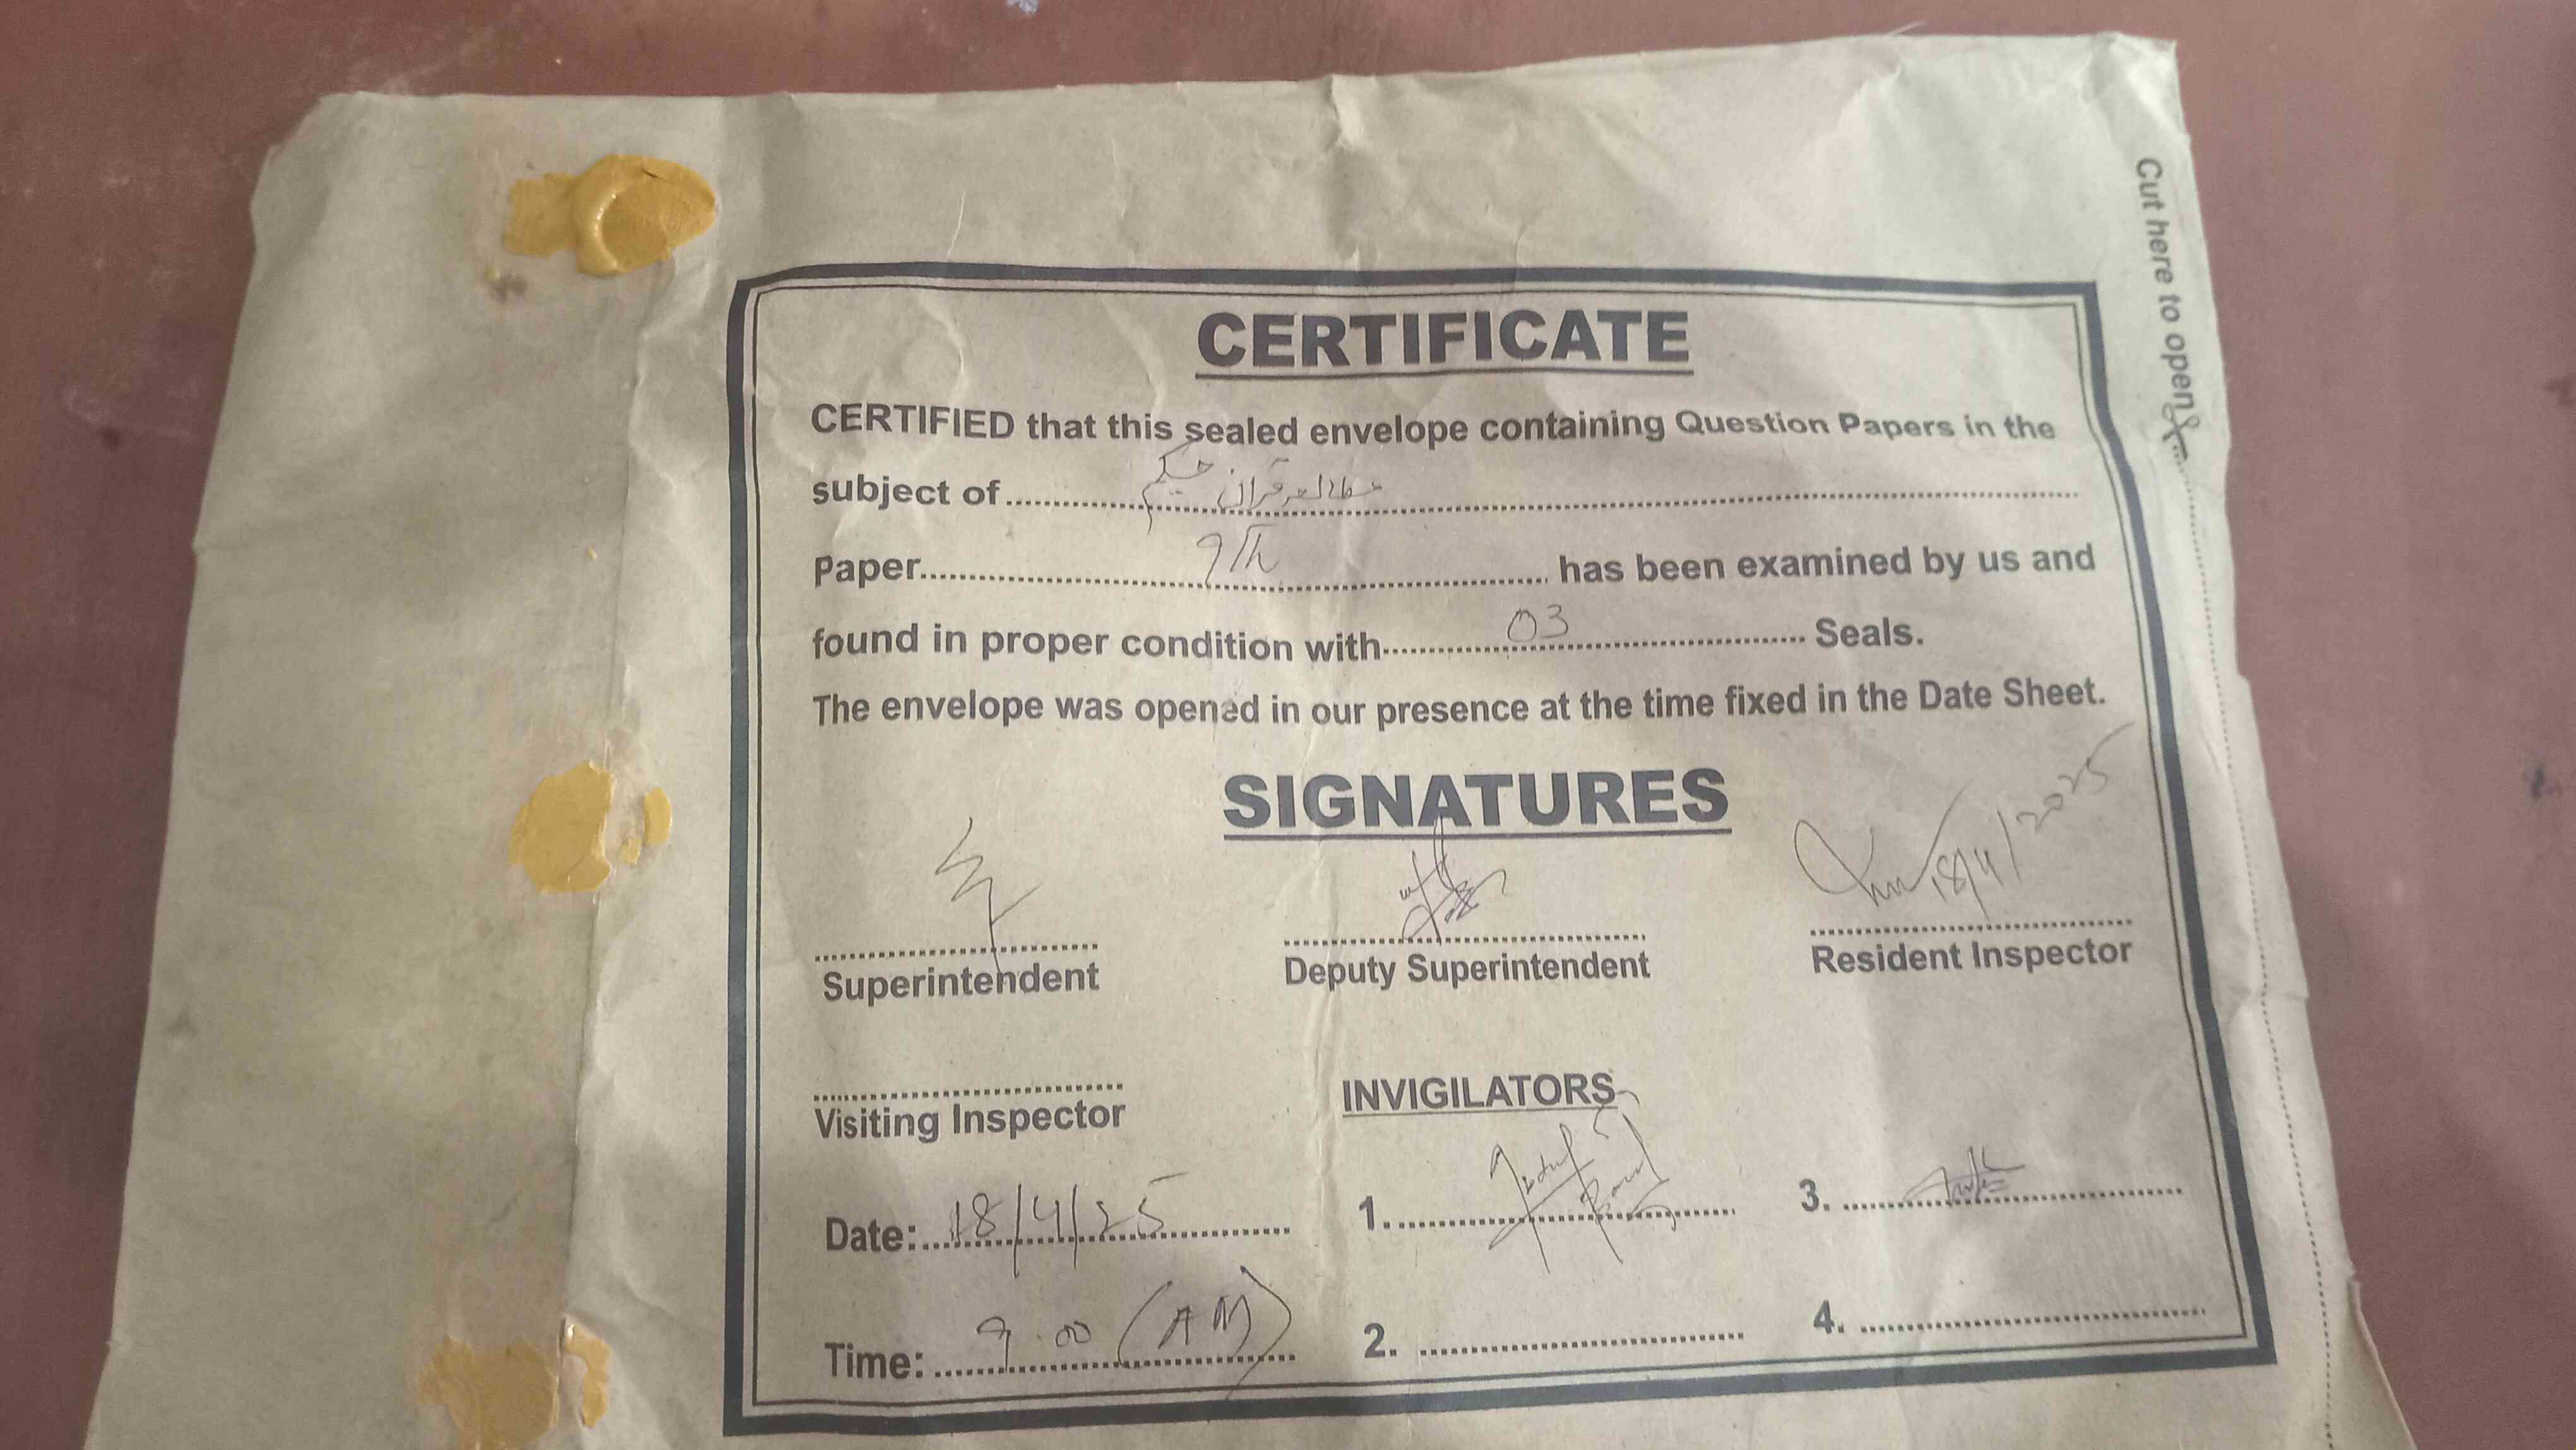 Cut here to open
CERTIFICATE
CERTIFIED that this sealed envelope containing Question Papers in the
subject of.......... مطالعہ قرآن حکیم ..........
Paper.......... 9th .......... has been examined by us and
found in proper condition with.......... 03 .......... Seals.
The envelope was opened in our presence at the time fixed in the Date Sheet.
SIGNATURES
18/4/2025
Superintendent Deputy Superintendent Resident Inspector
Visiting Inspector INVIGILATORS
Date: 18/4/25 1. .......... 3. ..........
Time: 9:00 (AM) 2. .......... 4. ..........